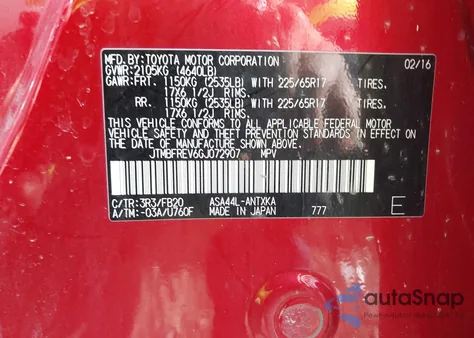 MFD.BY:TOYOTA MOTOR CORPORATION 02/16
GVWR:2105KG (4640LB)
GAWR:FRT. 1150KG (2535LB) WITH 225/65R17 TIRES,
17X6 1/2J RIMS.
RR. 1150KG (2535LB) WITH 225/65R17 TIRES,
17X6 1/2J RIMS.
THIS VEHICLE CONFORMS TO ALL APPLICABLE FEDERAL MOTOR
VEHICLE SAFETY AND THEFT PREVENTION STANDARDS IN EFFECT ON
THE DATE OF MANUFACTURE SHOWN ABOVE.
JTMBFREV6GJ072907 MPV
C/TR:3R3/FB20 ASA44L-ANTXKA
A/TM:-03A/U760F MADE IN JAPAN 777 E
autoSnap